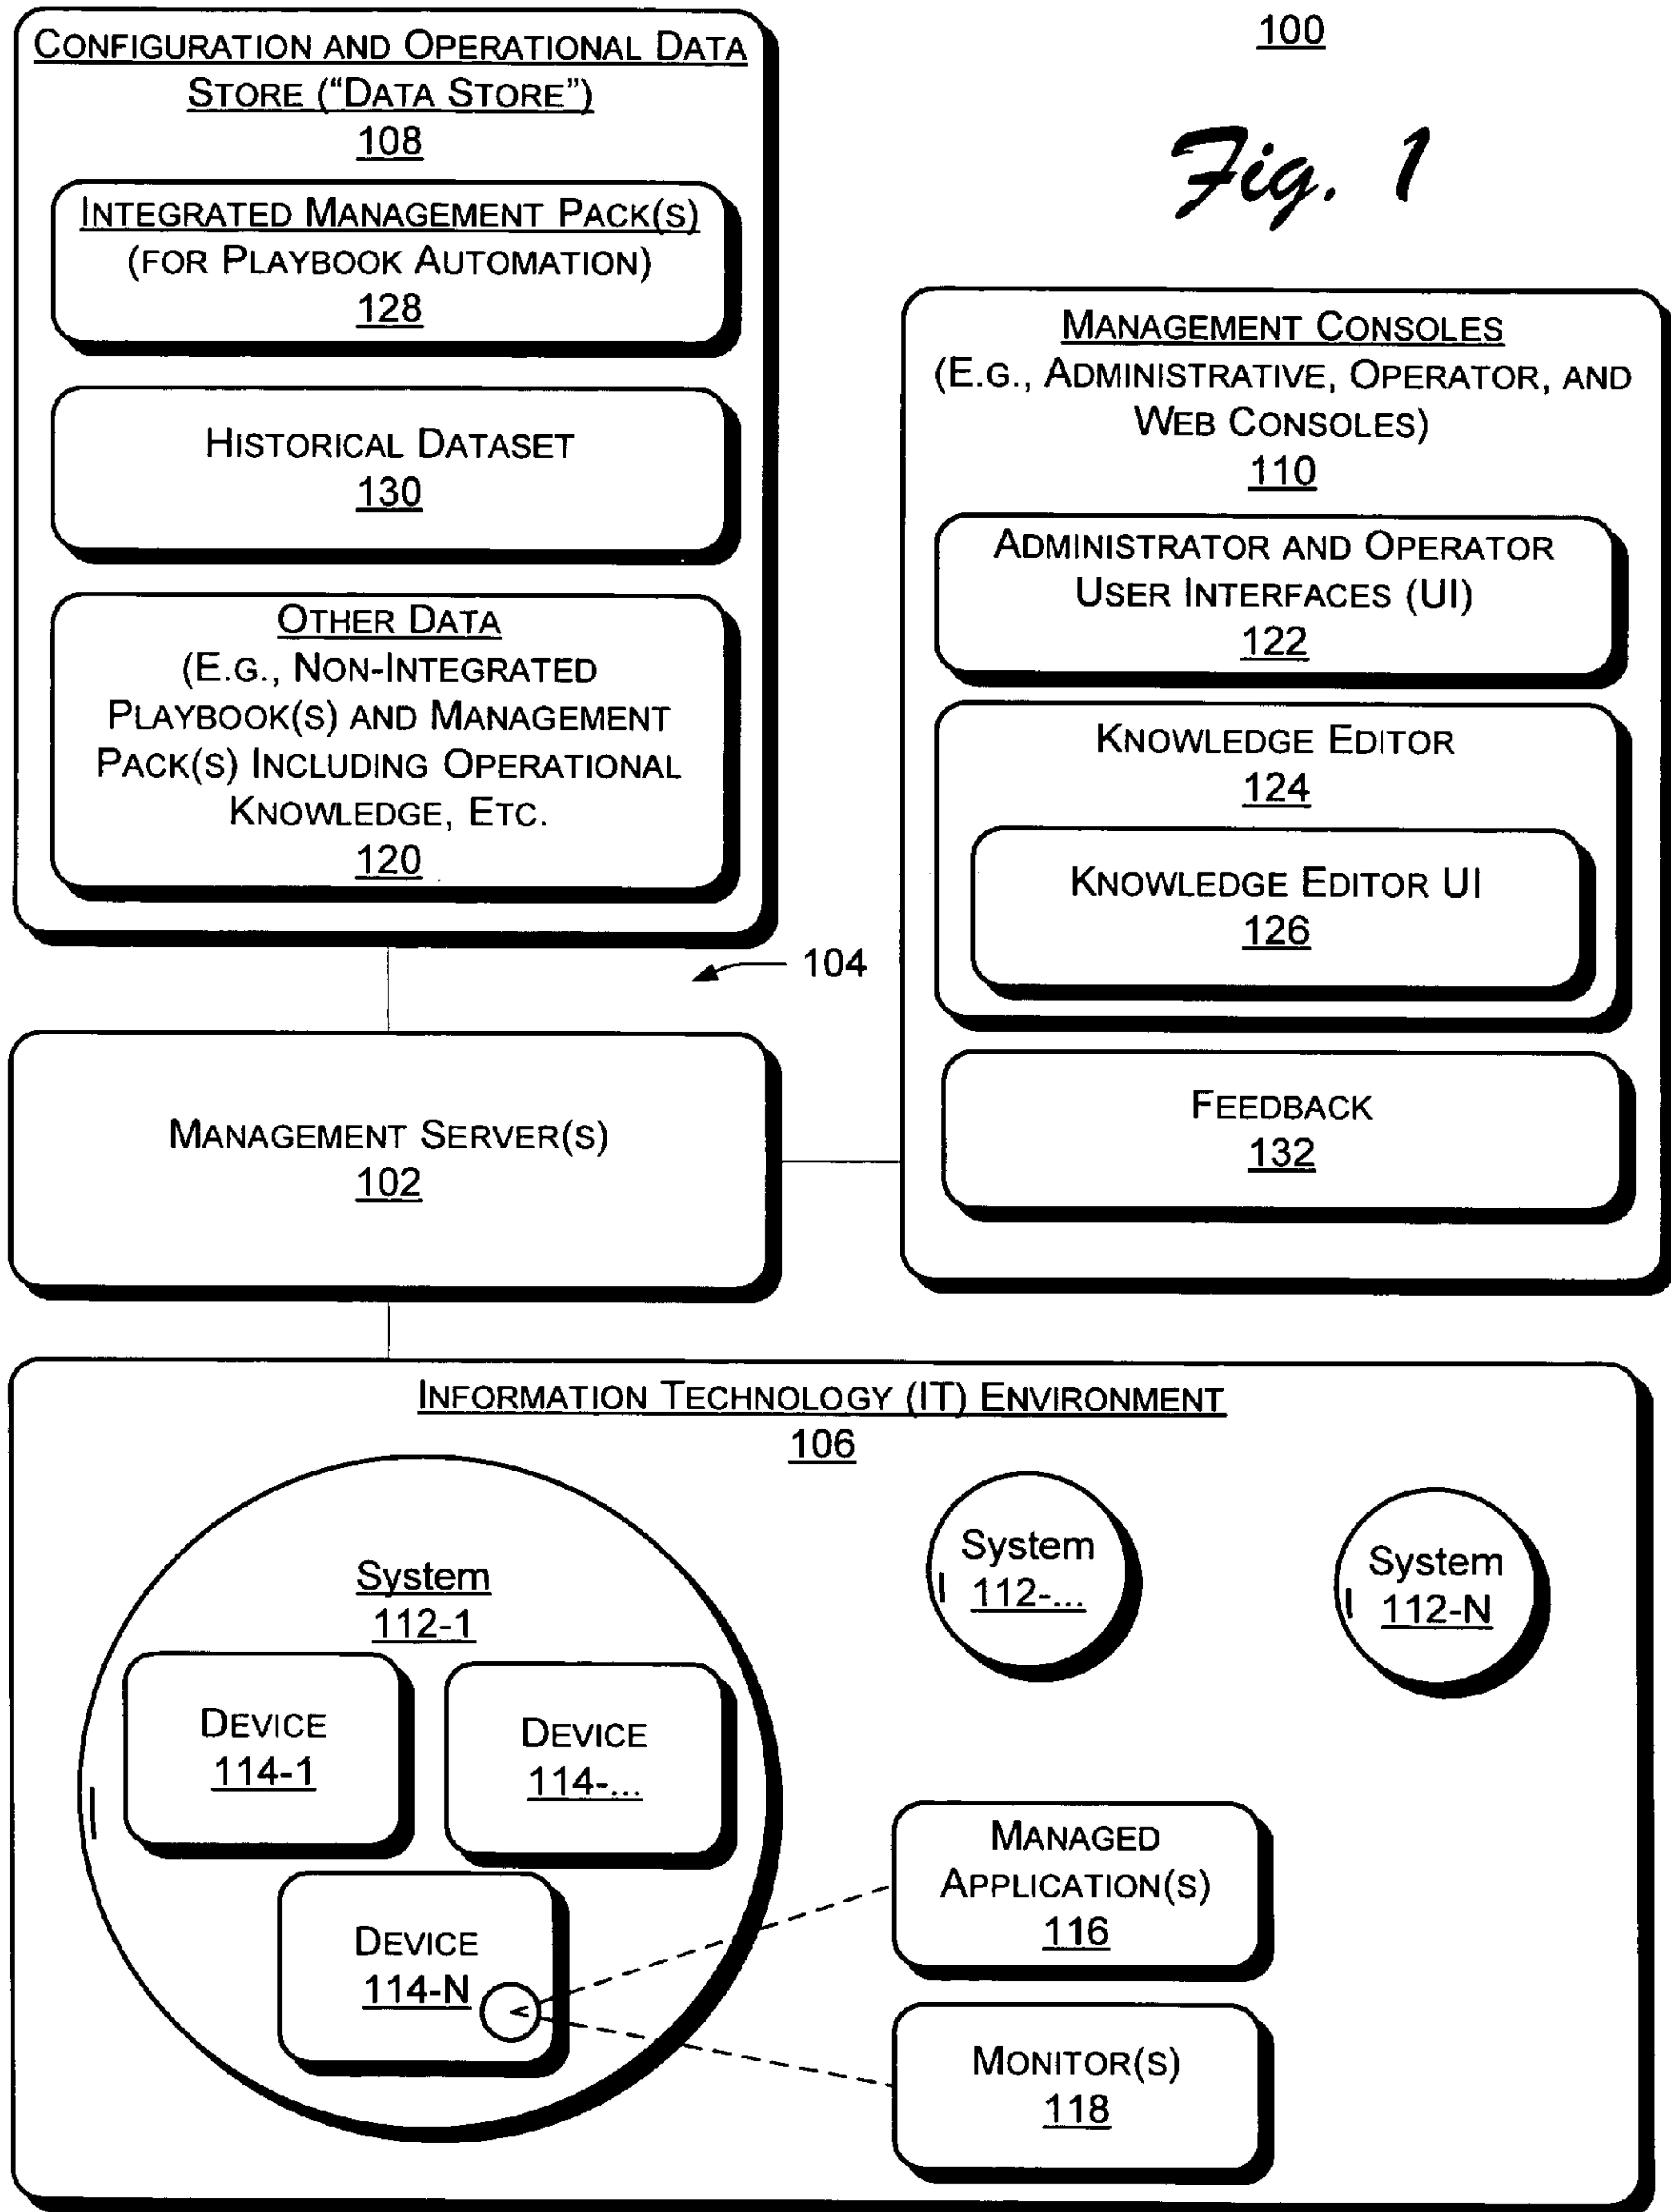 100
Fig. 1
CONFIGURATION AND OPERATIONAL DATA
STORE ("DATA STORE")
108
INTEGRATED MANAGEMENT PACK(S)
(FOR PLAYBOOK AUTOMATION)
128
HISTORICAL DATASET
130
OTHER DATA
(E.G., NON-INTEGRATED
PLAYBOOK(S) AND MANAGEMENT
PACK(S) INCLUDING OPERATIONAL
KNOWLEDGE, ETC.
120
MANAGEMENT CONSOLES
(E.G., ADMINISTRATIVE, OPERATOR, AND
WEB CONSOLES)
110
ADMINISTRATOR AND OPERATOR
USER INTERFACES (UI)
122
KNOWLEDGE EDITOR
124
KNOWLEDGE EDITOR UI
126
FEEDBACK
132
104
MANAGEMENT SERVER(S)
102
INFORMATION TECHNOLOGY (IT) ENVIRONMENT
106
System
112-1
System
112-...
System
112-N
DEVICE
114-1
DEVICE
114-...
DEVICE
114-N
MANAGED
APPLICATION(S)
116
MONITOR(S)
118